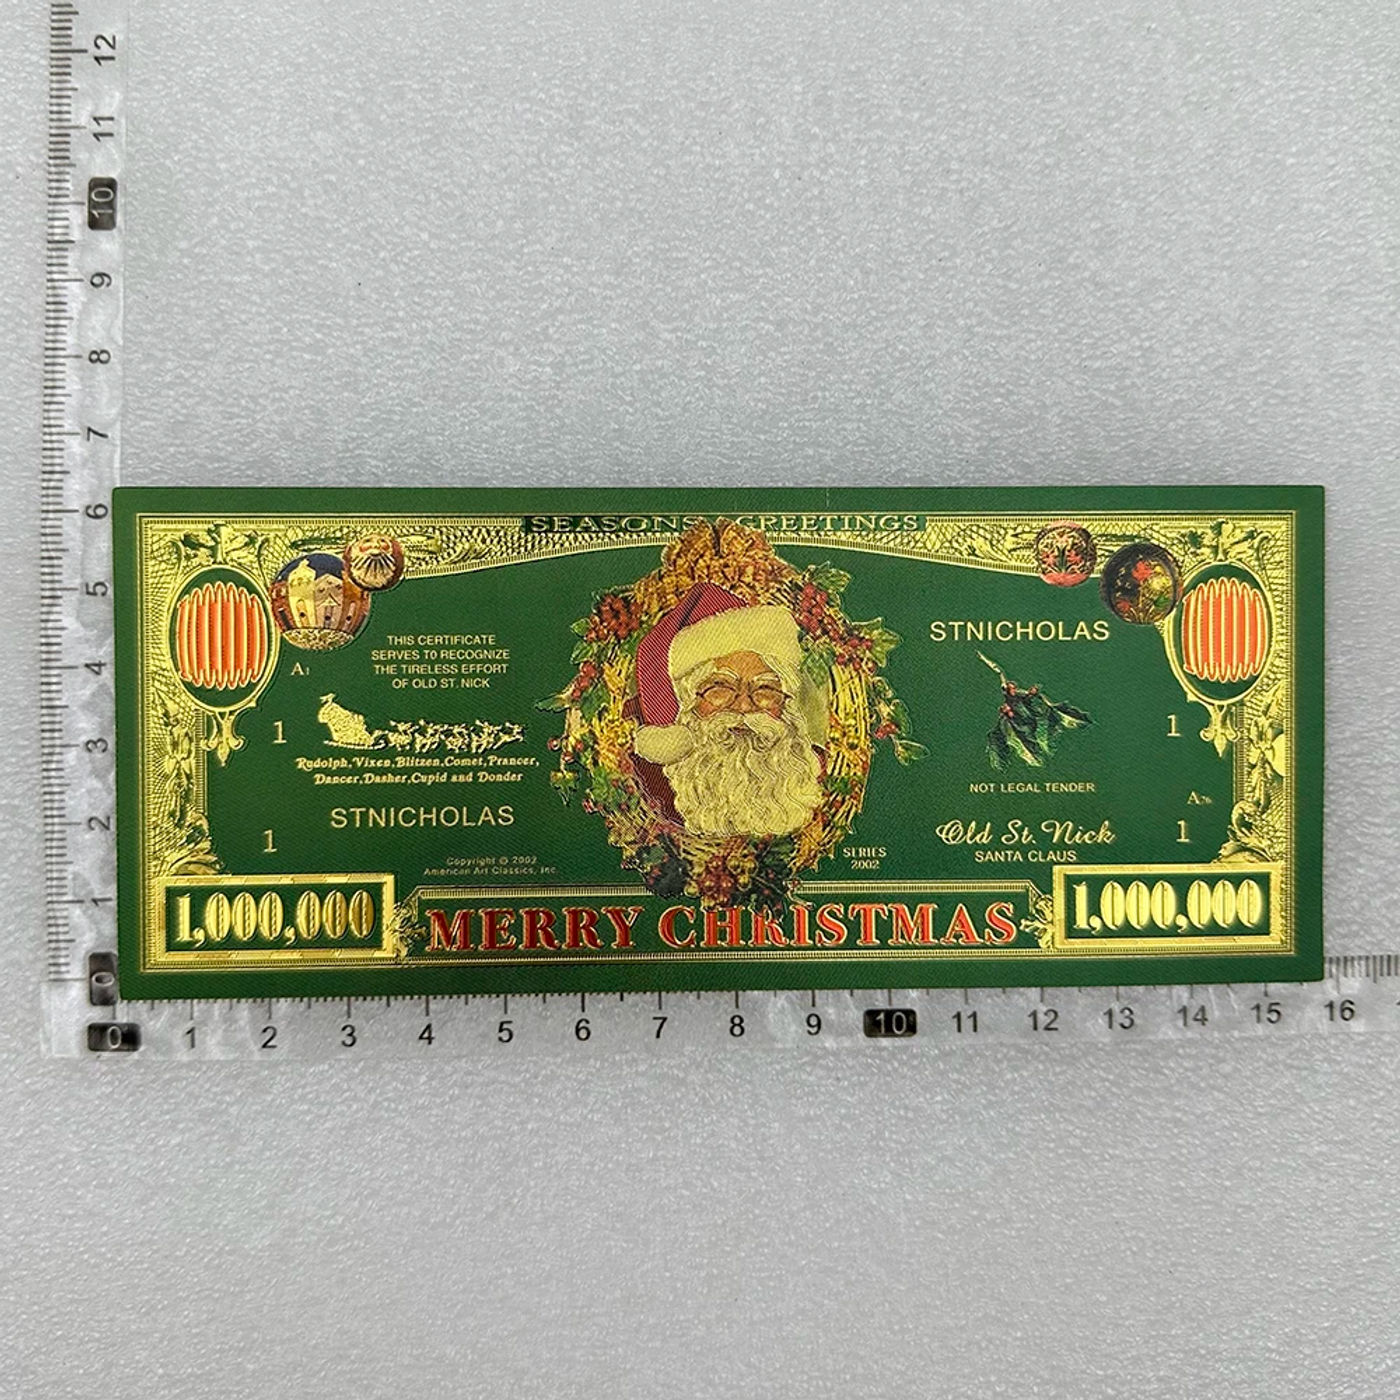 12
11
10
9
8
7
6
5
4
3
2
1
0
SEASONS GREETINGS
THIS CERTIFICATE
SERVES TO RECOGNIZE
THE TIRELESS EFFORT
OF OLD ST. NICK
A1
1
Rudolph,Vixen,Blitzen,Comet,Prancer,
Dancer,Dasher,Cupid and Donder
STNICHOLAS
1
Copyright © 2002
American Art Classics, Inc.
STNICHOLAS
1
NOT LEGAL TENDER
Old St. Nick
SANTA CLAUS
1
SERIES
2002
1,000,000
MERRY CHRISTMAS
1,000,000
0 1 2 3 4 5 6 7 8 9 10 11 12 13 14 15 16